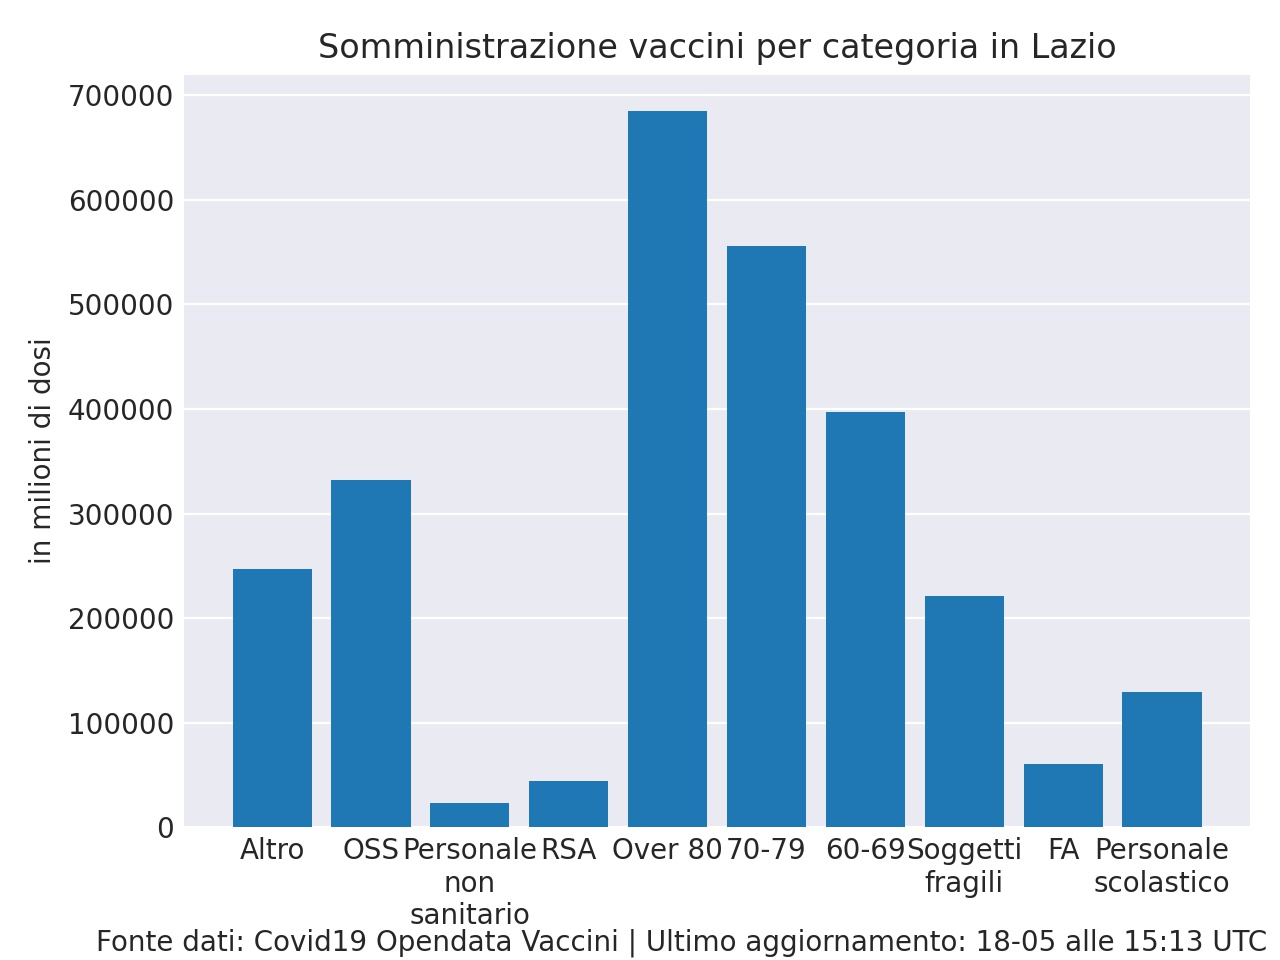 Somministrazione vaccini per categoria in Lazio
700000
600000
500000
400000
300000
200000
100000
0
in milioni di dosi
Altro
OSS
Personale
non
sanitario
RSA
Over 80
70-79
60-69
Soggetti
fragili
FA
Personale
scolastico
Fonte dati: Covid19 Opendata Vaccini | Ultimo aggiornamento: 18-05 alle 15:13 UTC